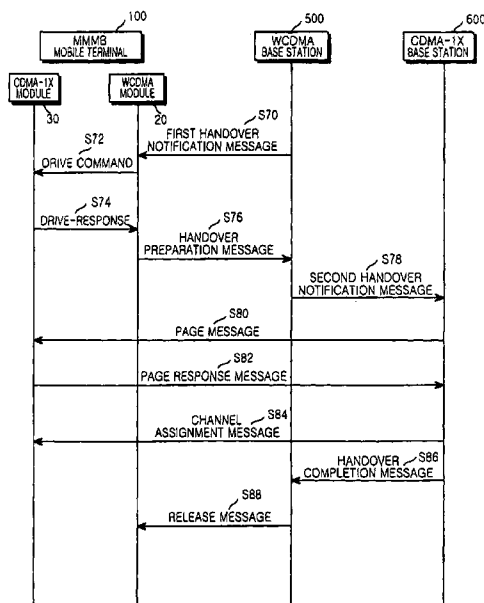 100
500
600
MMMB
MOBILE TERMINAL
WCDMA
BASE STATION
CDMA-1X
BASE STATION
CDMA-1X
MODULE
WCDMA
MODULE
30
20
S70
FIRST HANDOVER
NOTIFICATION MESSAGE
S72
DRIVE COMMAND
S74
DRIVE-RESPONSE
S76
HANDOVER
PREPARATION MESSAGE
S78
SECOND HANDOVER
NOTIFICATION MESSAGE
S80
PAGE MESSAGE
S82
PAGE RESPONSE MESSAGE
S84
CHANNEL
ASSIGNMENT MESSAGE
S86
HANDOVER
COMPLETION MESSAGE
S88
RELEASE MESSAGE